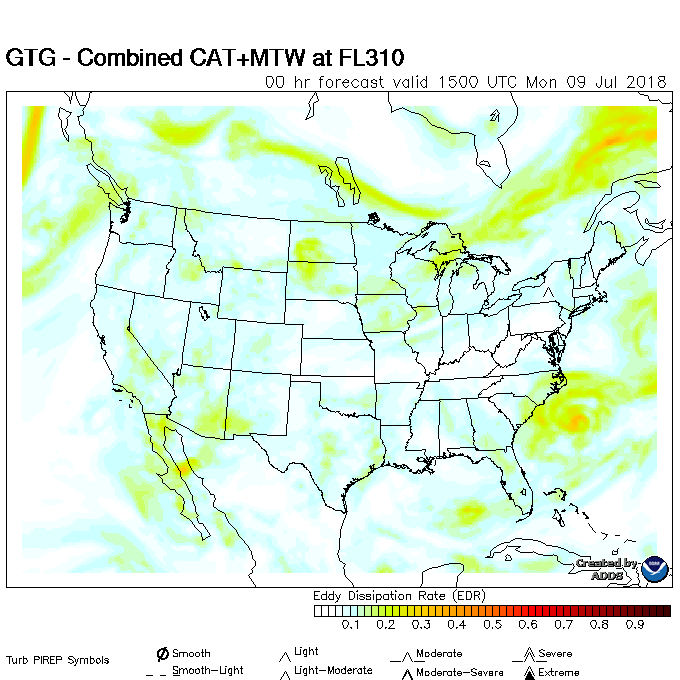 GTG - Combined CAT+MTW at FL310
00 hr forecast valid 1500 UTC Mon 09 Jul 2018
Created by
ADDS
Eddy Dissipation Rate (EDR)
0.1 0.2 0.3 0.4 0.5 0.6 0.7 0.8 0.9
Turb PIREP Symbols
Smooth Light Moderate Severe
Smooth-Light Light-Moderate Moderate-Severe Extreme